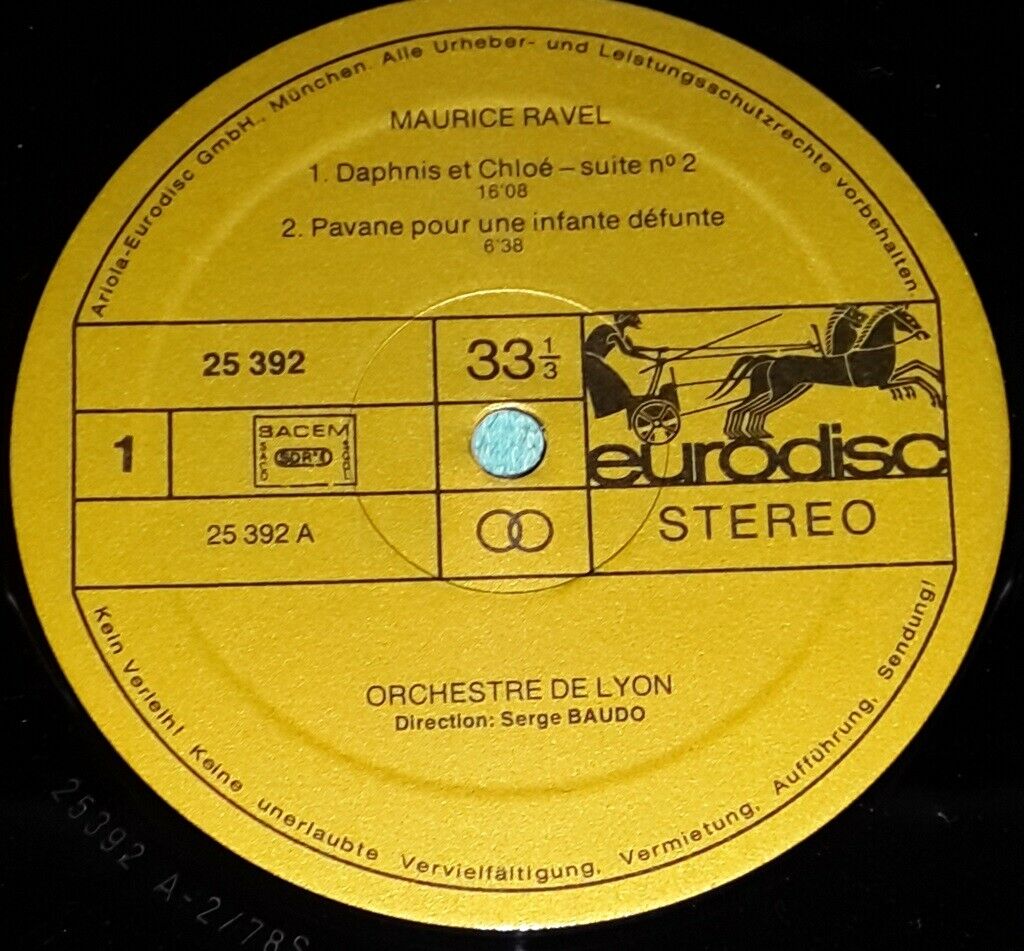 Ariola-Eurodisc GmbH., München. Alle Urheber- und Leistungsschutzrechte vorbehalten.
MAURICE RAVEL
1. Daphnis et Chloé – suite nº 2
16'08
2. Pavane pour une infante défunte
6'38
25 392
33 1/3
1
SACEM
eurodisc
25 392 A
STEREO
ORCHESTRE DE LYON
Direction: Serge BAUDO
Kein Verleih! Keine unerlaubte Vervielfältigung, Vermietung, Aufführung, Sendung!
25392 A-2/78S